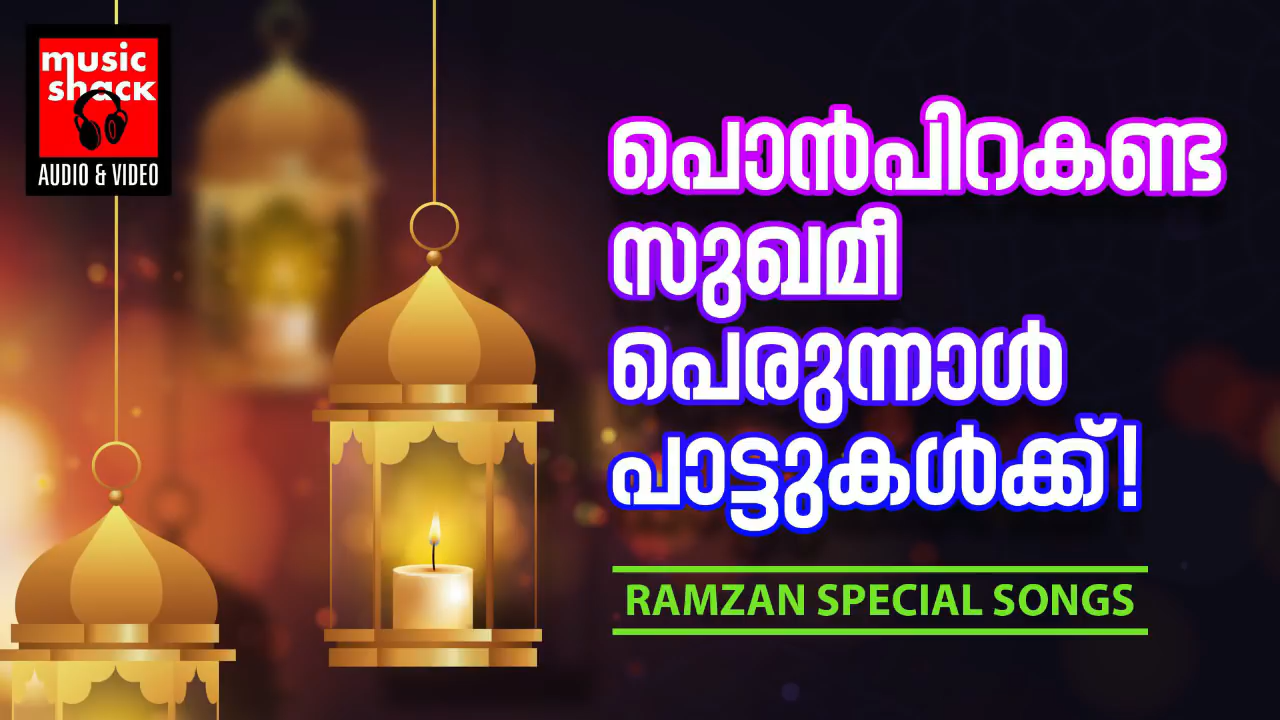 music
shack
AUDIO & VIDEO
പൊൻപിറകണ്ട
സുഖമീ
പെരുന്നാൾ
പാട്ടുകൾക്ക്!
RAMZAN SPECIAL SONGS